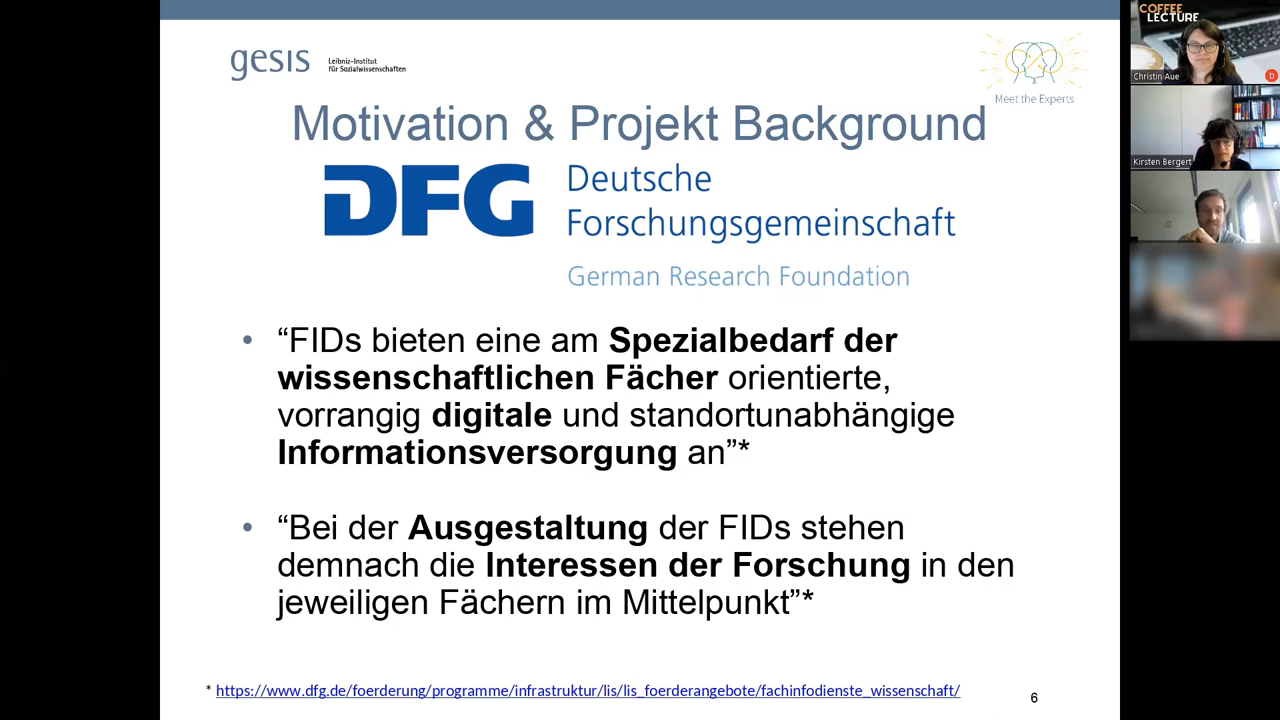 gesis
Leibniz-Institut
für Sozialwissenschaften
Meet the Experts
Motivation & Projekt Background
DFG
Deutsche
Forschungsgemeinschaft
German Research Foundation
• “FIDs bieten eine am Spezialbedarf der
wissenschaftlichen Fächer orientierte,
vorrangig digitale und standortunabhängige
Informationsversorgung an”*
• “Bei der Ausgestaltung der FIDs stehen
demnach die Interessen der Forschung in den
jeweiligen Fächern im Mittelpunkt”*
* https://www.dfg.de/foerderung/programme/infrastruktur/lis/lis_foerderangebote/fachinfodienste_wissenschaft/
6
COFFEE
LECTURE
Christin Aue
b
Kirsten Bergert